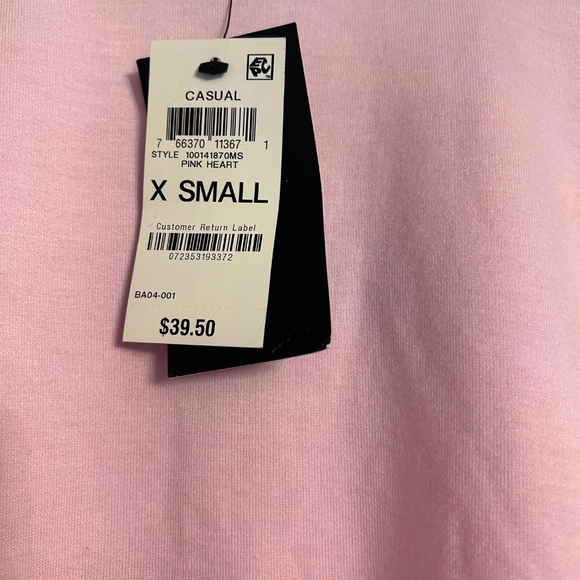 CASUAL
7 66370 11367 1
STYLE 100141870MS
PINK HEART
X SMALL
Customer Return Label
072353193372
BA04-001
$39.50